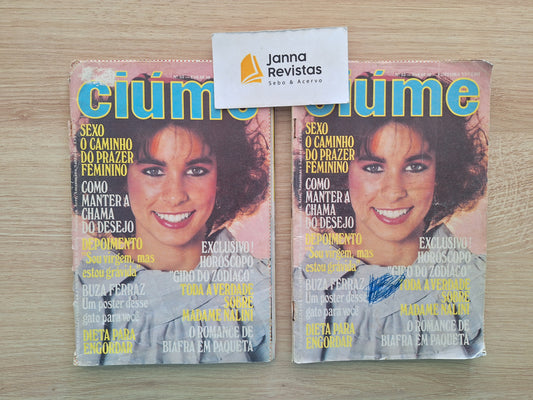 Janna
Revistas
Sebo & Acervo
ciúme
SEXO
O CAMINHO
DO PRAZER
FEMININO
COMO
MANTER A
CHAMA
DO DESEJO
DEPOIMENTO
"Sou virgem, mas
estou grávida"
BUZA FERRAZ
Um poster desse
gato para você
DIETA PARA
ENGORDAR
EXCLUSIVO!
HORÓSCOPO
"GIRO DO ZODÍACO"
TODA A VERDADE
SOBRE
MADAME NALINI
O ROMANCE DE
BIAFRA EM PAQUETÁ
ciúme
SEXO
O CAMINHO
DO PRAZER
FEMININO
COMO
MANTER A
CHAMA
DO DESEJO
DEPOIMENTO
"Sou virgem, mas
estou grávida"
BUZA FERRAZ
Um poster desse
gato para você
DIETA PARA
ENGORDAR
EXCLUSIVO!
HORÓSCOPO
"GIRO DO ZODÍACO"
TODA A VERDADE
SOBRE
MADAME NALINI
O ROMANCE DE
BIAFRA EM PAQUETÁ